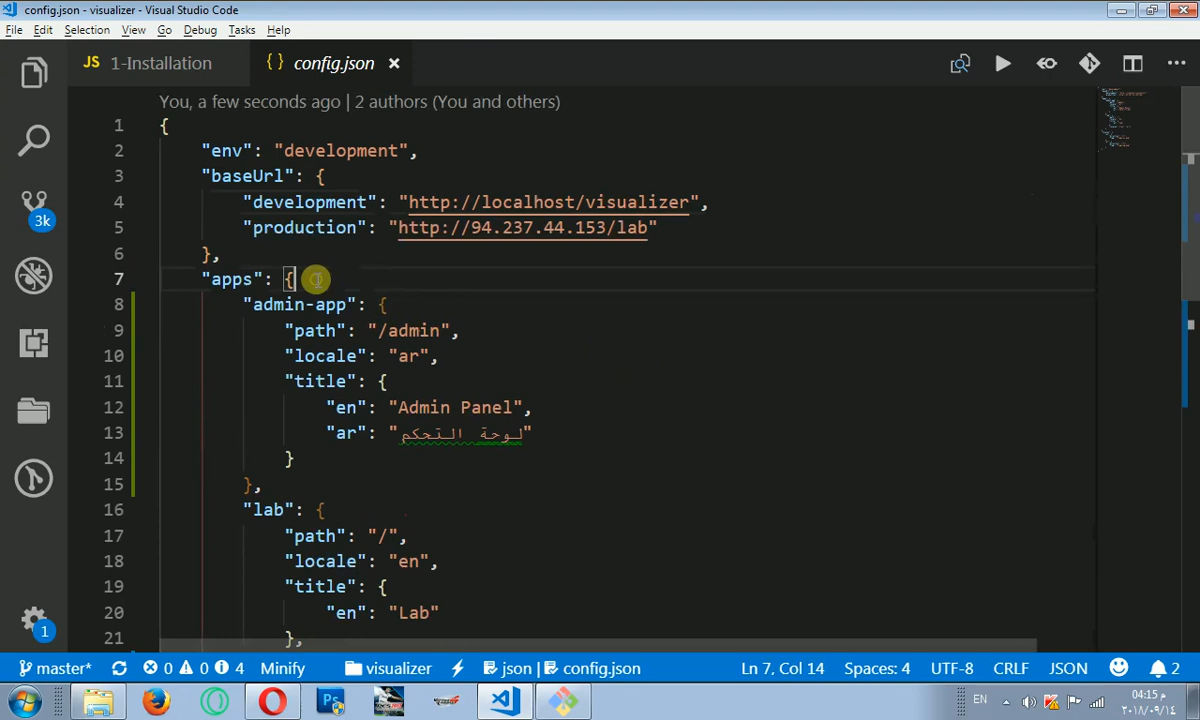 config.json - visualizer - Visual Studio Code
File Edit Selection View Go Debug Tasks Help
JS 1-Installation {} config.json ×
You, a few seconds ago | 2 authors (You and others)
1 {
2 "env": "development",
3 "baseUrl": {
4 "development": "http://localhost/visualizer",
5 "production": "http://94.237.44.153/lab"
6 },
7 "apps": {
8 "admin-app": {
9 "path": "/admin",
10 "locale": "ar",
11 "title": {
12 "en": "Admin Panel",
13 "ar": "لوحة التحكم"
14 }
15 },
16 "lab": {
17 "path": "/",
18 "locale": "en",
19 "title": {
20 "en": "Lab"
21 },
3k
1
master* 0 0 4 Minify visualizer json | config.json Ln 7, Col 14 Spaces: 4 UTF-8 CRLF JSON 2
Ps EN 04:15 م
٢٠١٨/٠٩/١٤